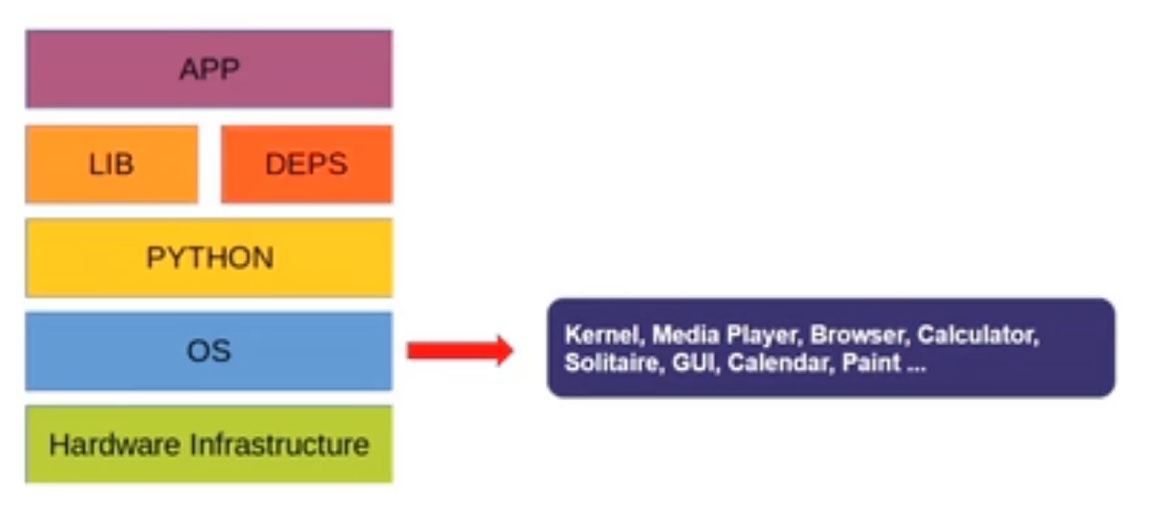 APP
LIB
DEPS
PYTHON
OS
Kernel, Media Player, Browser, Calculator,
Solitaire, GUI, Calendar, Paint ...
Hardware Infrastructure